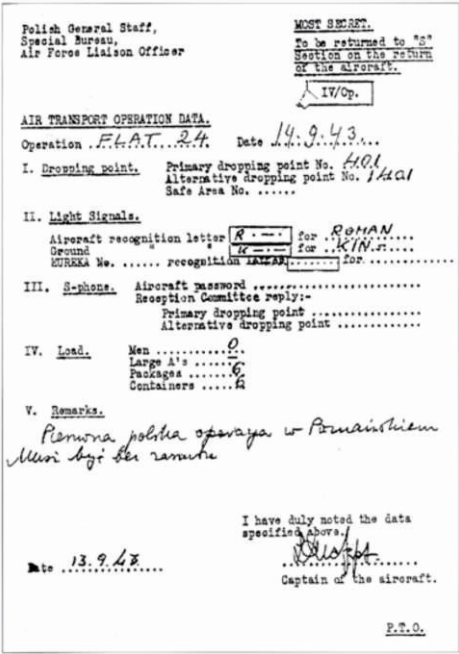 Polish General Staff,
Special Bureau,
Air Force Liaison Officer
MOST SECRET.
To be returned to "S"
Section on the return
of the aircraft.
IV/Op.
AIR TRANSPORT OPERATION DATA.
Operation .FLAT 24. Date 14.9.43...
I. Dropping point. Primary dropping point No. 401
Alternative dropping point No. 1401
Safe Area No. ......
II. Light Signals.
Aircraft recognition letter R ·—· for ..ROMAN
Ground " " K —·— for ..KING
EUREKA No. ...... recognition ........ for..............
III. S-phone. Aircraft password ..........................
Reception Committee reply:-
Primary dropping point .............
Alternative dropping point .............
IV. Load. Men ...........0
Large A's .......
Packages .......6
Containers .....6
V. Remarks.
Pierwsza polska operacja w Poznańskiem
Musi być bez zarzutu
I have duly noted the data
specified above.
Date ..13.9.43.
Captain of the aircraft.
P.T.O.